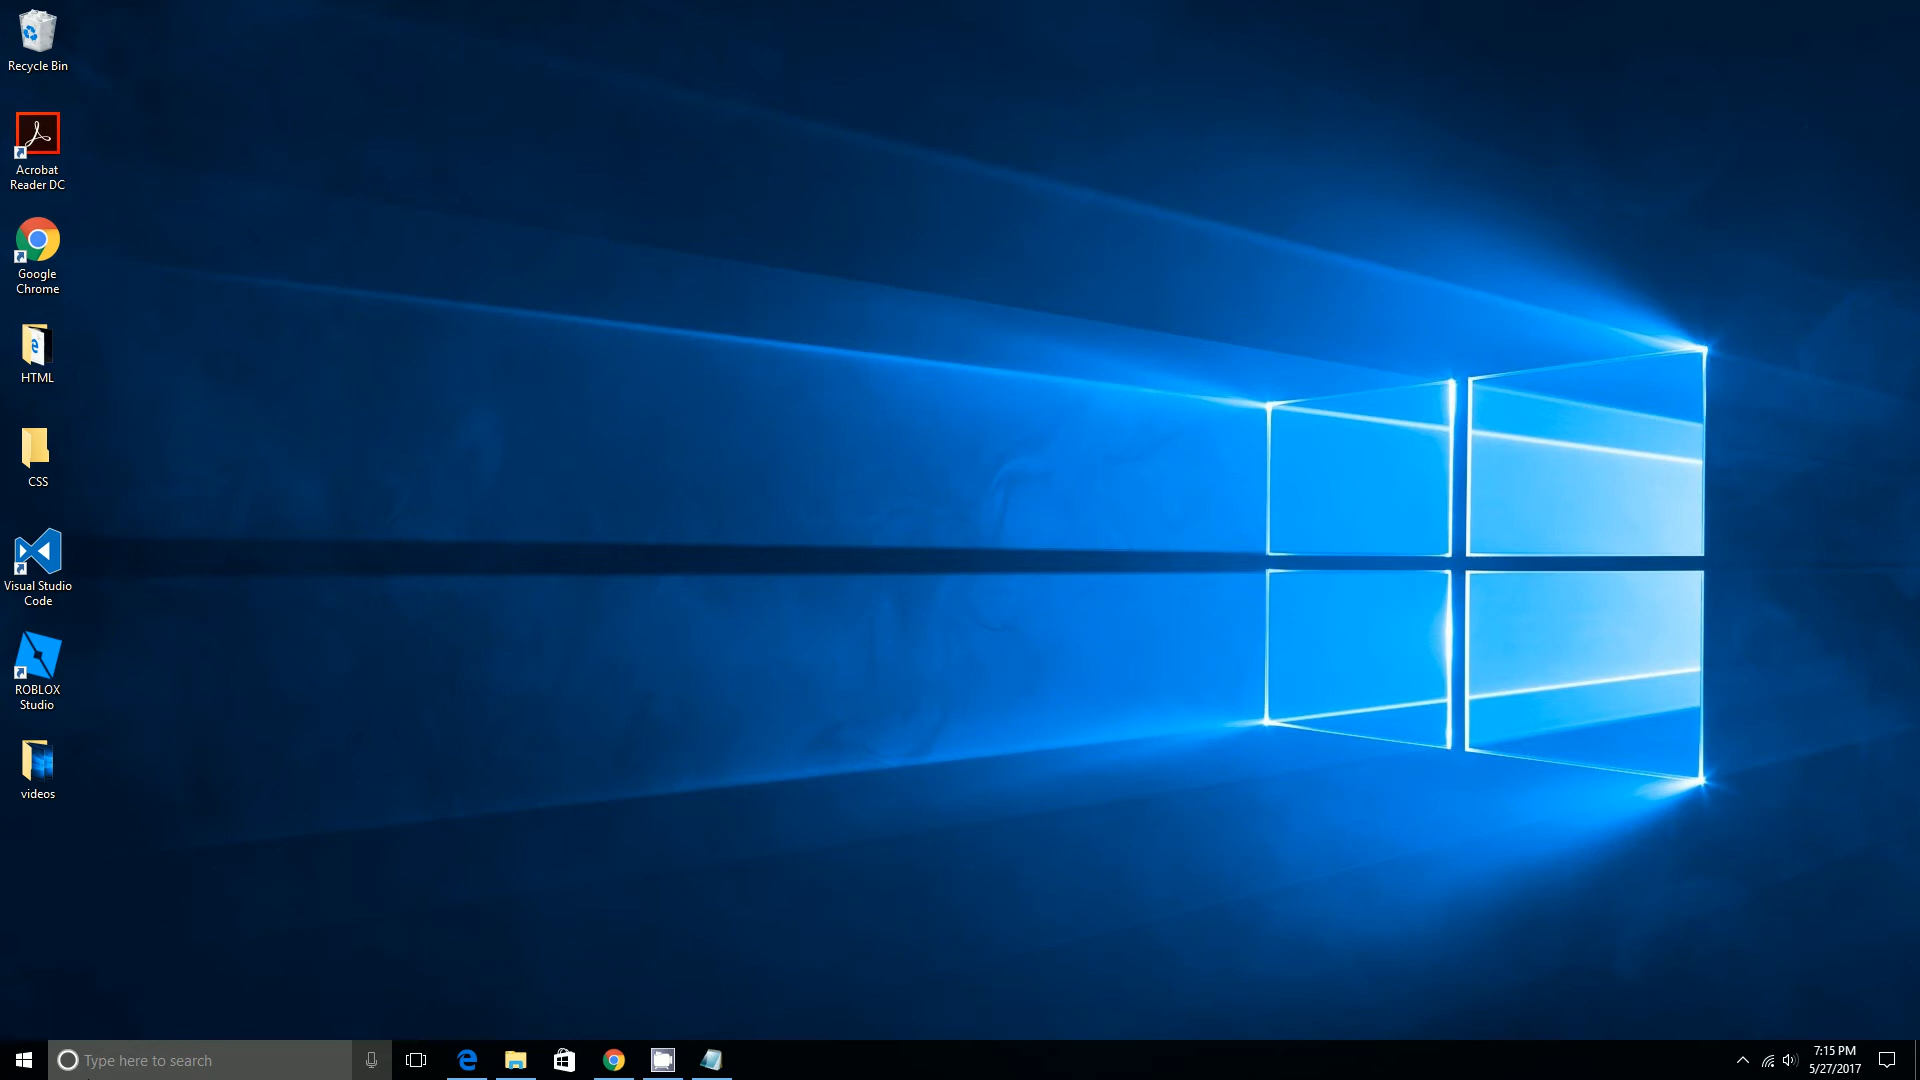 Recycle Bin
Acrobat
Reader DC
Google
Chrome
HTML
CSS
Visual Studio
Code
ROBLOX
Studio
videos
Type here to search
7:15 PM
5/27/2017